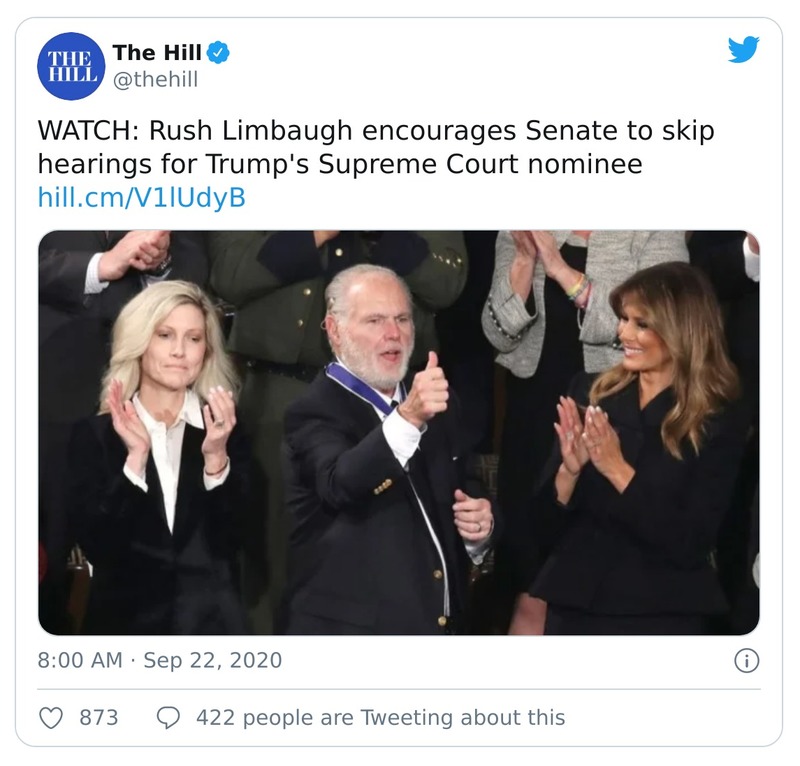 THE
HILL
The Hill
@thehill
WATCH: Rush Limbaugh encourages Senate to skip
hearings for Trump's Supreme Court nominee
hill.cm/V1lUdyB
8:00 AM · Sep 22, 2020
873
422 people are Tweeting about this